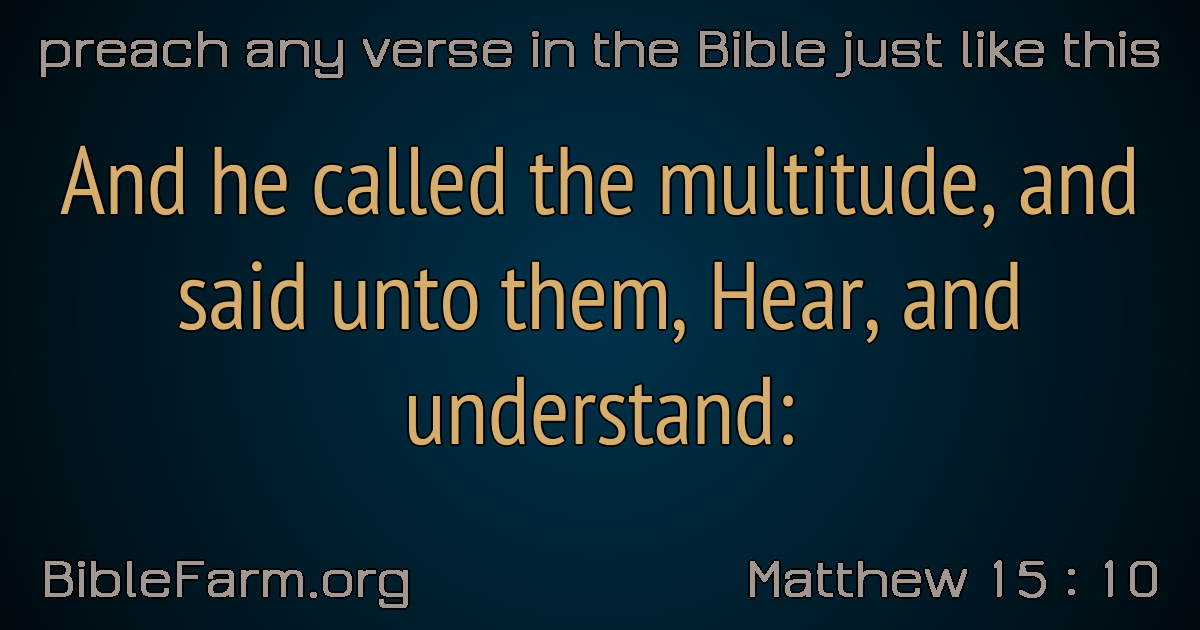 preach any verse in the Bible just like this
And he called the multitude, and
said unto them, Hear, and
understand:
BibleFarm.org
Matthew 15 : 10